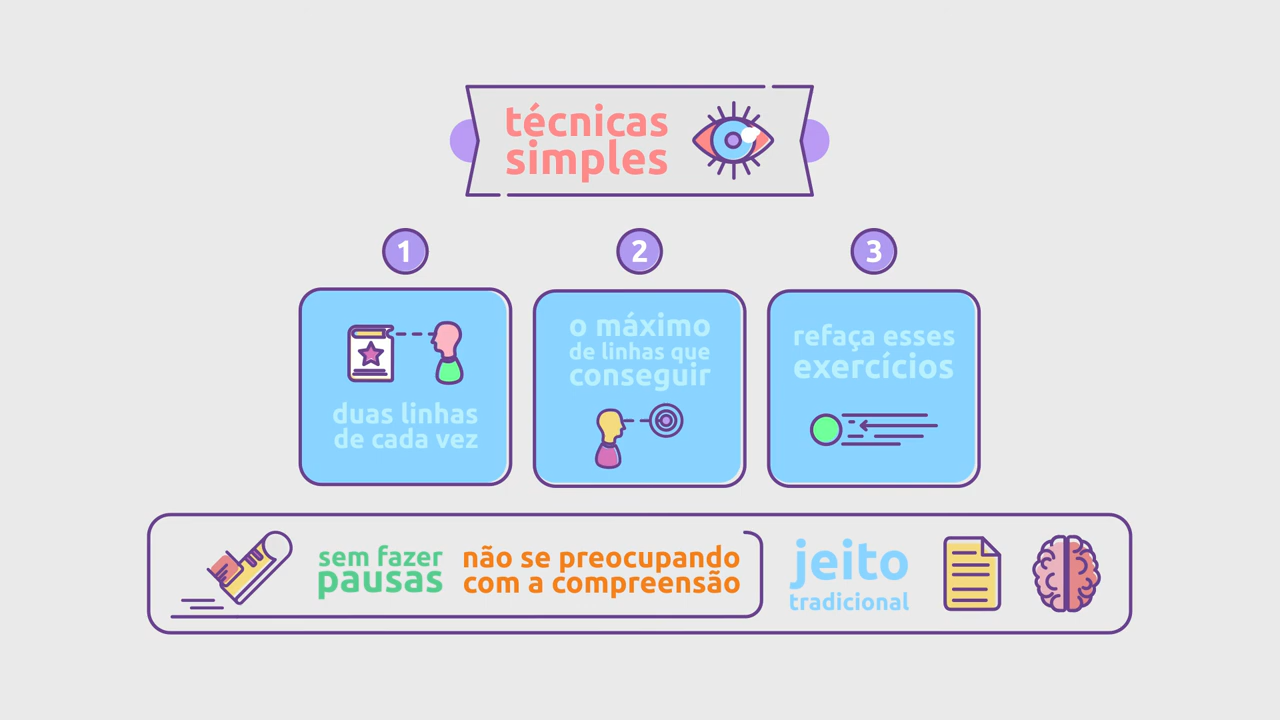 técnicas
simples
1
duas linhas
de cada vez
2
o máximo
de linhas que
conseguir
3
refaça esses
exercícios
sem fazer
pausas
não se preocupando
com a compreensão
jeito
tradicional